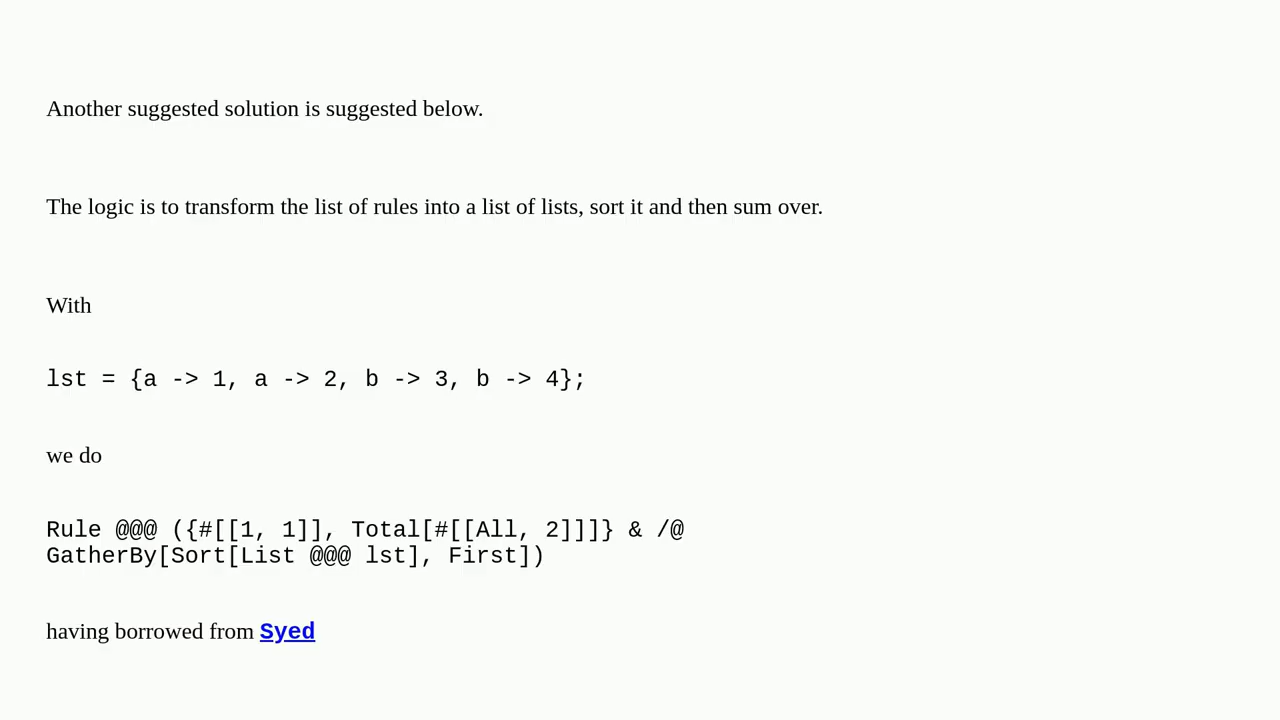 Another suggested solution is suggested below.
The logic is to transform the list of rules into a list of lists, sort it and then sum over.
With
lst = {a -> 1, a -> 2, b -> 3, b -> 4};
we do
Rule @@@ ({#[[1, 1]], Total[#[[All, 2]]]} & /@
GatherBy[Sort[List @@@ lst], First])
having borrowed from Syed